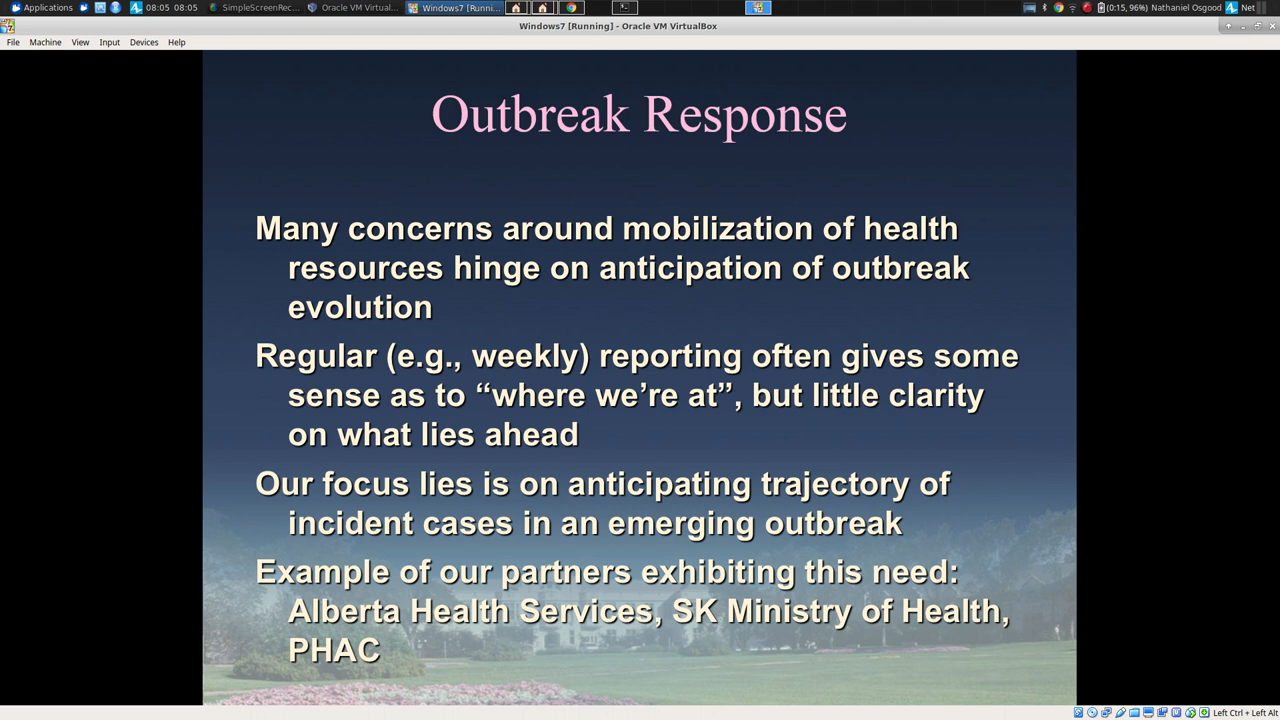 Applications 08:05 08:05 SimpleScreenRec... Oracle VM Virtual... Windows7 [Runni... (0:15, 96%) Nathaniel Osgood Net
Windows7 [Running] - Oracle VM VirtualBox
File Machine View Input Devices Help
Outbreak Response
Many concerns around mobilization of health
resources hinge on anticipation of outbreak
evolution
Regular (e.g., weekly) reporting often gives some
sense as to “where we’re at”, but little clarity
on what lies ahead
Our focus lies is on anticipating trajectory of
incident cases in an emerging outbreak
Example of our partners exhibiting this need:
Alberta Health Services, SK Ministry of Health,
PHAC
Left Ctrl + Left Alt